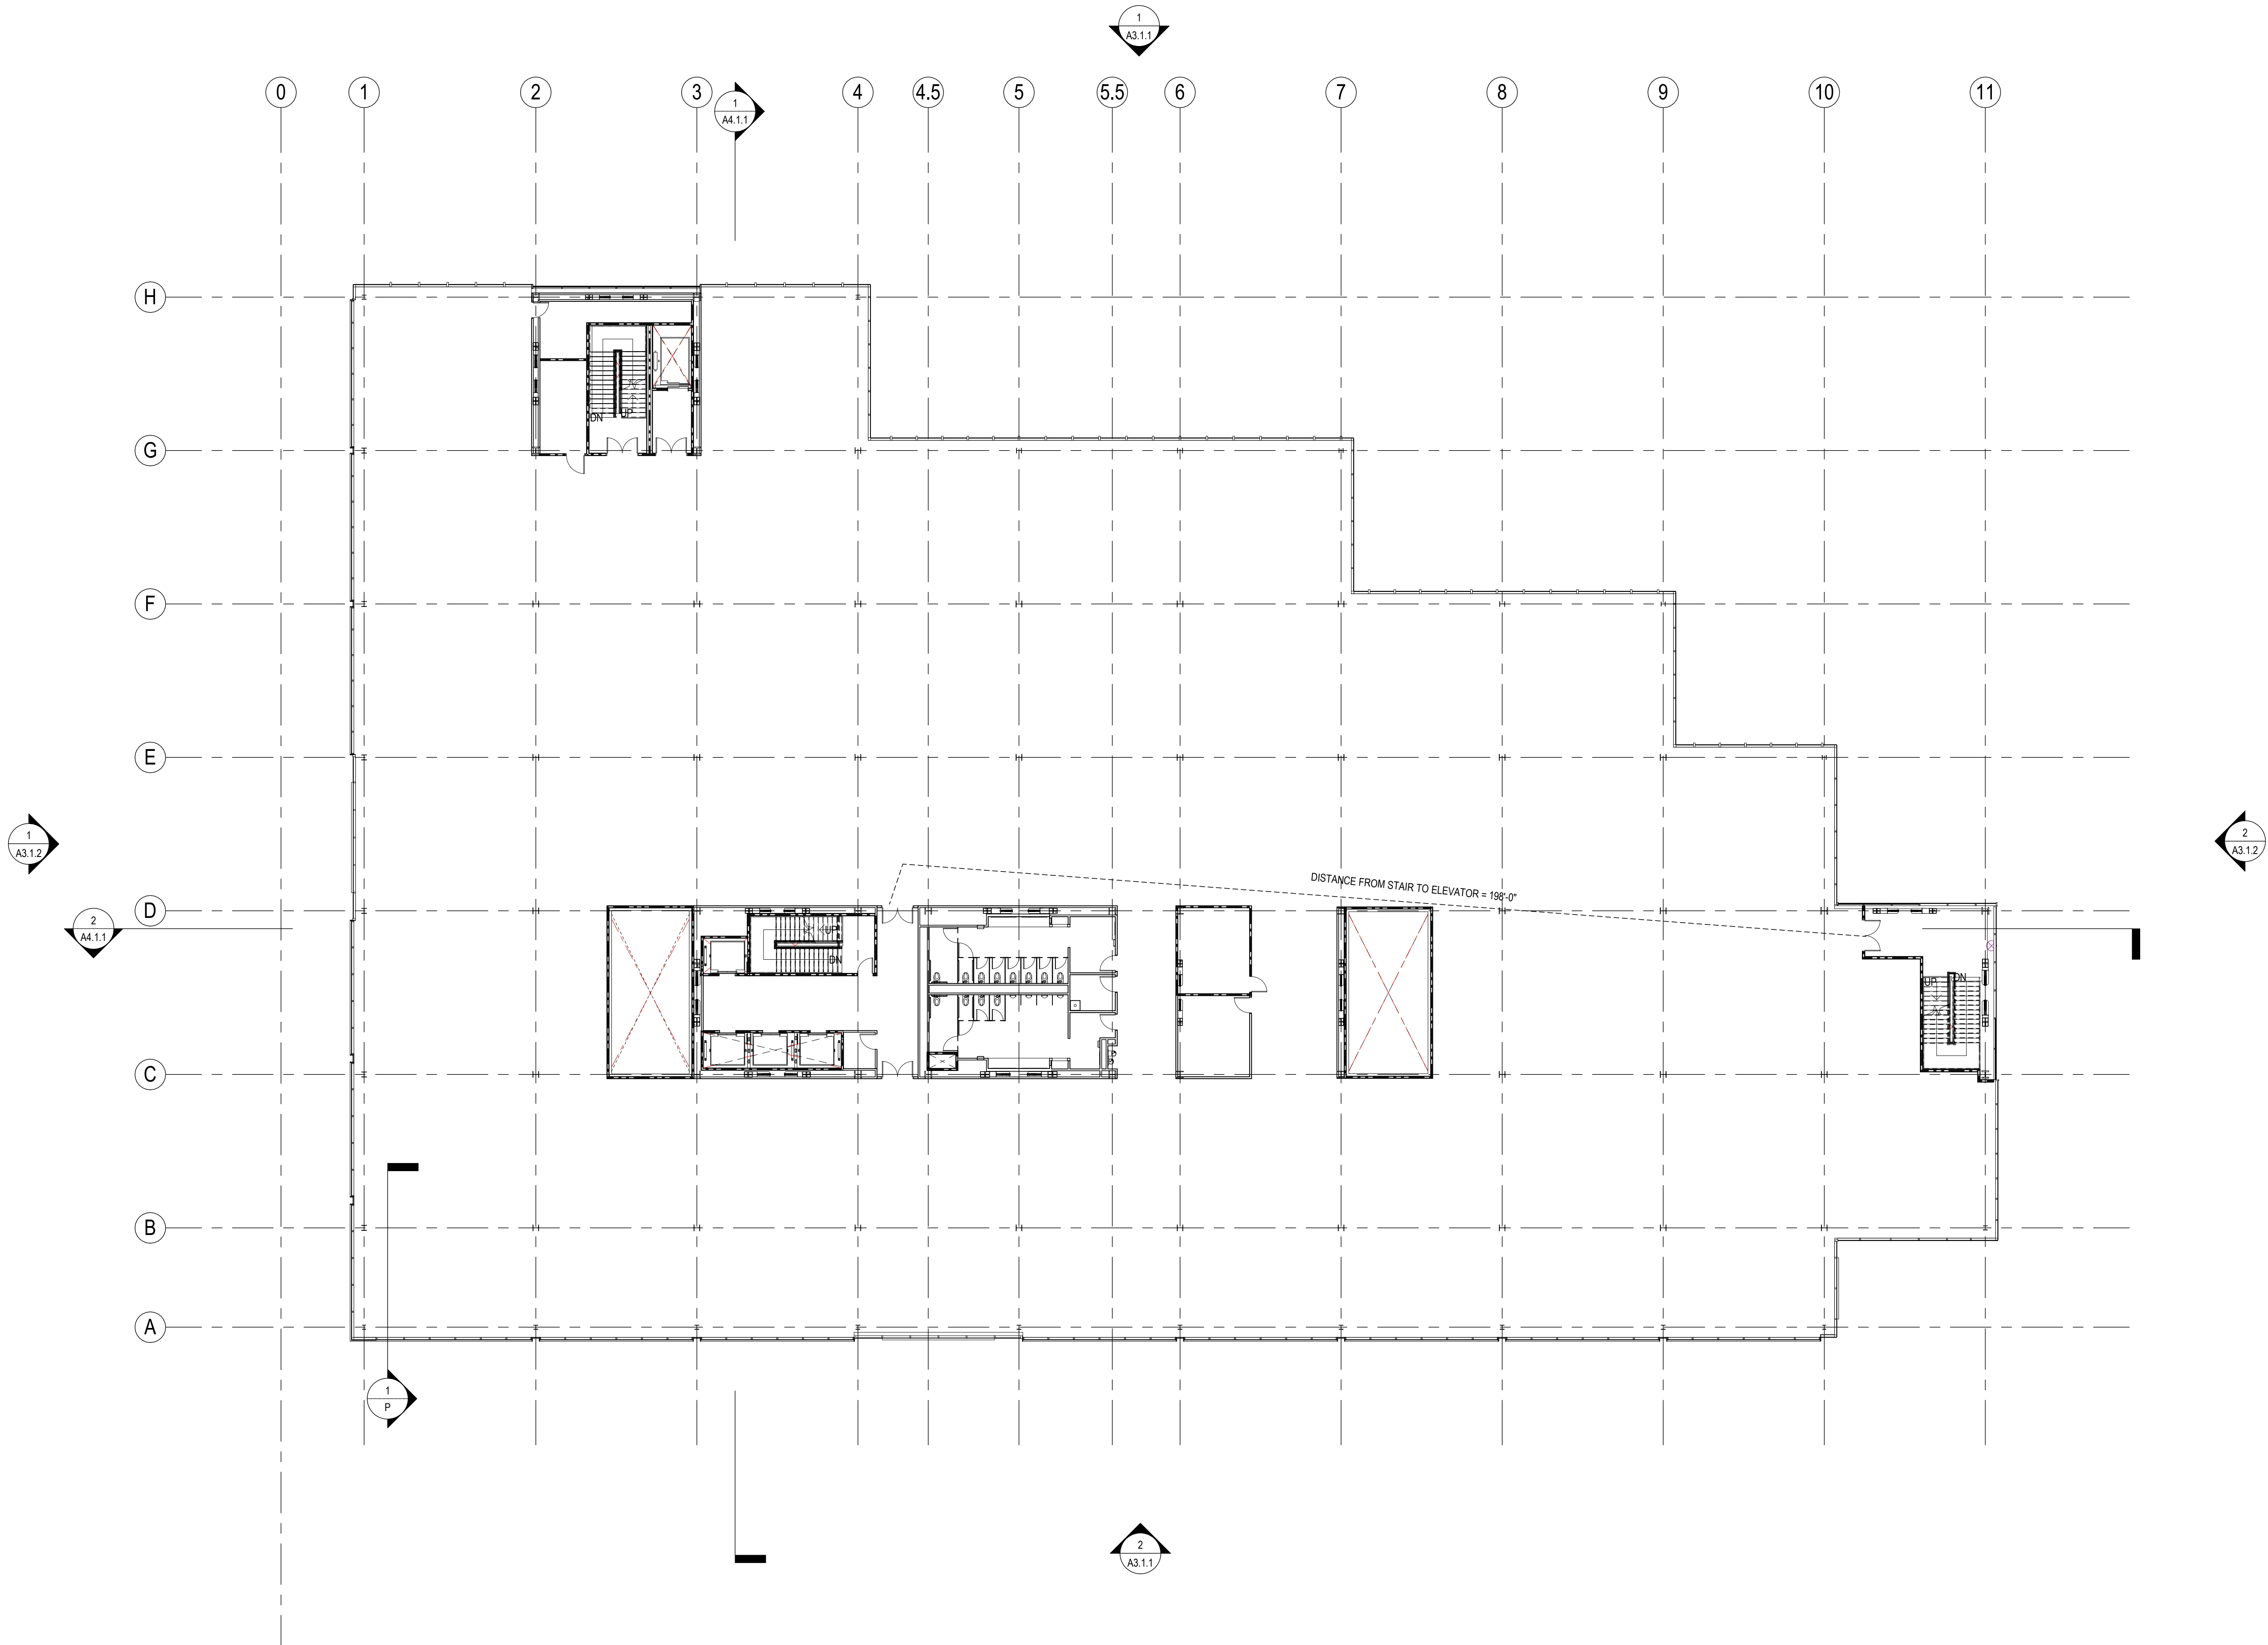 1
A3.1.1
0 1 2 3 4 4.5 5 5.5 6 7 8 9 10 11
1
A4.1.1
H
DN UP
G
F
E
1
A3.1.2
2
A3.1.2
DISTANCE FROM STAIR TO ELEVATOR = 198'-0"
D
2
A4.1.1
UP
DN
UP DN
C
B
A
1
P
2
A3.1.1